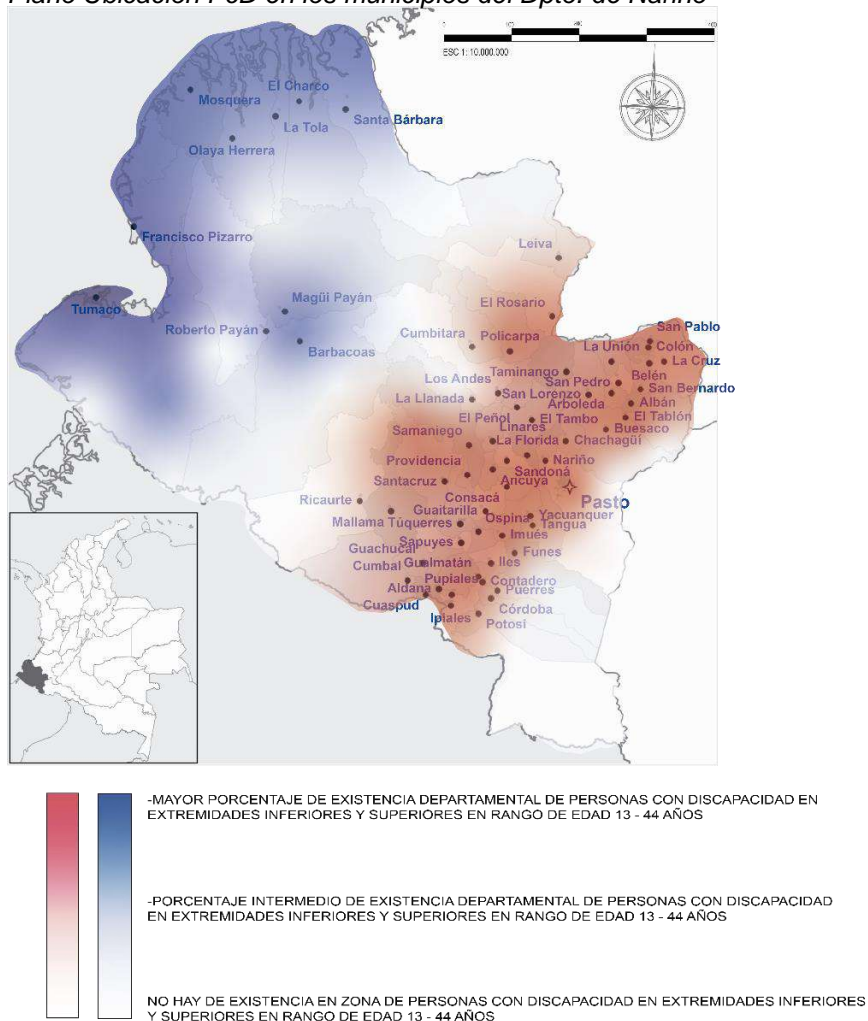 Plano Ubicación PcD en los municipios del Dpto. de Nariño
ESC 1: 10.000.000
El Charco
Mosquera
La Tola
Santa Bárbara
Olaya Herrera
Francisco Pizarro
Leiva
Tumaco
Magüi Payán
El Rosario
Roberto Payán
Barbacoas
Cumbitara
Policarpa
San Pablo
La Unión
Colón
La Cruz
Taminango
Belén
Los Andes
San Pedro
San Bernardo
La Llanada
San Lorenzo
Arboleda
Albán
El Peñol
El Tambo
El Tablón
Linares
Buesaco
Samaniego
La Florida
Chachagüí
Providencia
Nariño
Sandoná
Santacruz
Ancuya
Consacá
Pasto
Ricaurte
Guaitarilla
Ospina
Yacuanquer
Mallama
Túquerres
Tangua
Sapuyes
Imués
Guachucal
Funes
Cumbal
Gualmatán
Iles
Aldana
Pupiales
Contadero
Puerres
Cuaspud
Córdoba
Ipiales
Potosí
-MAYOR PORCENTAJE DE EXISTENCIA DEPARTAMENTAL DE PERSONAS CON DISCAPACIDAD EN
EXTREMIDADES INFERIORES Y SUPERIORES EN RANGO DE EDAD 13 - 44 AÑOS
-PORCENTAJE INTERMEDIO DE EXISTENCIA DEPARTAMENTAL DE PERSONAS CON DISCAPACIDAD
EN EXTREMIDADES INFERIORES Y SUPERIORES EN RANGO DE EDAD 13 - 44 AÑOS
NO HAY DE EXISTENCIA EN ZONA DE PERSONAS CON DISCAPACIDAD EN EXTREMIDADES INFERIORES
Y SUPERIORES EN RANGO DE EDAD 13 - 44 AÑOS